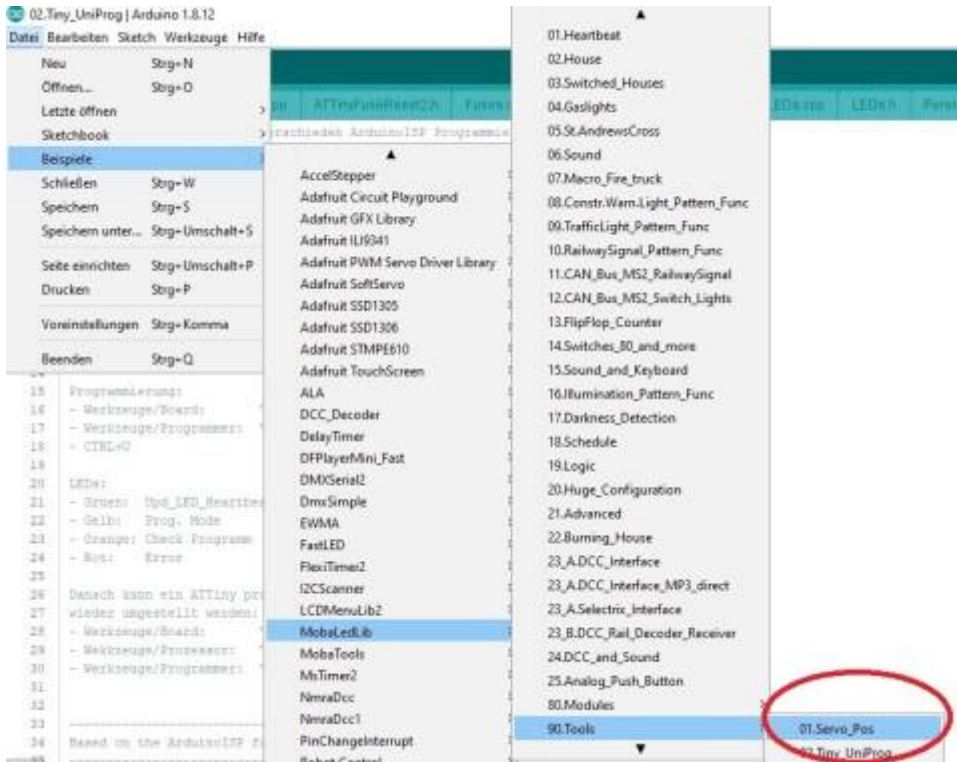 02.Tiny_UniProg | Arduino 1.8.12
Datei Bearbeiten Sketch Werkzeuge Hilfe
Neu Strg+N
Öffnen... Strg+O
Letzte öffnen
Sketchbook
Beispiele
Schließen Strg+W
Speichern Strg+S
Speichern unter... Strg+Umschalt+S
Seite einrichten Strg+Umschalt+P
Drucken Strg+P
Voreinstellungen Strg+Komma
Beenden Strg+Q
AccelStepper
Adafruit Circuit Playground
Adafruit GFX Library
Adafruit ILI9341
Adafruit PWM Servo Driver Library
Adafruit SoftServo
Adafruit SSD1305
Adafruit SSD1306
Adafruit STMPE610
Adafruit TouchScreen
ALA
DCC_Decoder
DelayTimer
DFPlayerMini_Fast
DMXSerial2
DmxSimple
EWMA
FastLED
FlexiTimer2
I2CScanner
LCDMenuLib2
MobaLedLib
MobaTools
MsTimer2
NmraDcc
NmraDcc1
PinChangeInterrupt
Robot Control
01.Heartbeat
02.House
03.Switched_Houses
04.Gaslights
05.St.AndrewsCross
06.Sound
07.Macro_Fire_truck
08.Constr.Warn.Light_Pattern_Func
09.TrafficLight_Pattern_Func
10.RailwaySignal_Pattern_Func
11.CAN_Bus_MS2_RailwaySignal
12.CAN_Bus_MS2_Switch_Lights
13.FlipFlop_Counter
14.Switches_80_and_more
15.Sound_and_Keyboard
16.Illumination_Pattern_Func
17.Darkness_Detection
18.Schedule
19.Logic
20.Huge_Configuration
21.Advanced
22.Burning_House
23_A.DCC_Interface
23_A.DCC_Interface_MP3_direct
23_A.Selectrix_Interface
23_B.DCC_Rail_Decoder_Receiver
24.DCC_and_Sound
25.Analog_Push_Button
80.Modules
90.Tools
01.Servo_Pos
02.Tiny_UniProg
LEDs.cpp LEDs.h
15 Programmierung:
16 - Werkzeuge/Board:
17 - Werkzeuge/Programmer:
18 - CTRL+U
19
20 LEDs:
21 - Gruen:
22 - Gelb: Prog. Mode
23 - Orange: Check Programm
24 - Rot: Error
25
26 Danach kann ein ATTiny
27 wieder umgestellt werden:
28 - Werkzeuge/Board:
29
30 - Werkzeuge/Programmer:
31
32
33
34 Based on the ArduinoISP